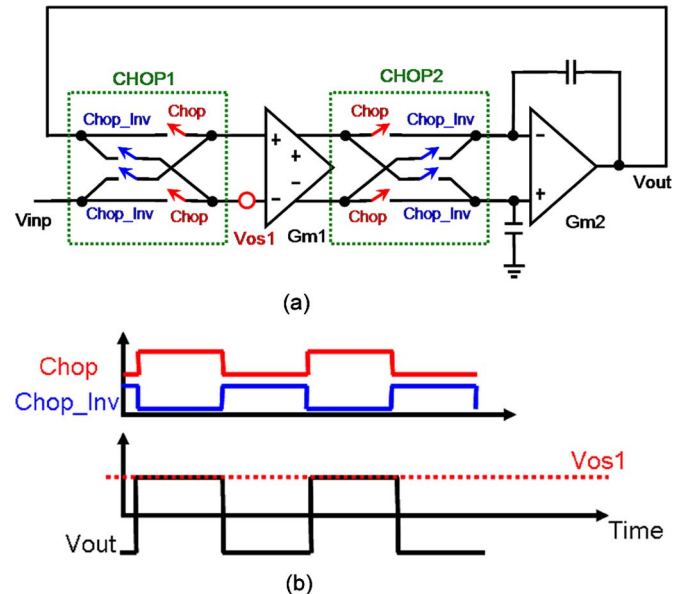 CHOP1
CHOP2
Chop_Inv
Chop
Chop
Chop_Inv
+
+
−
−
−
+
Chop_Inv
Chop
Chop
Chop_Inv
Vinp
Vos1
Gm1
Gm2
Vout
(a)
Chop
Chop_Inv
Vos1
Vout
Time
(b)